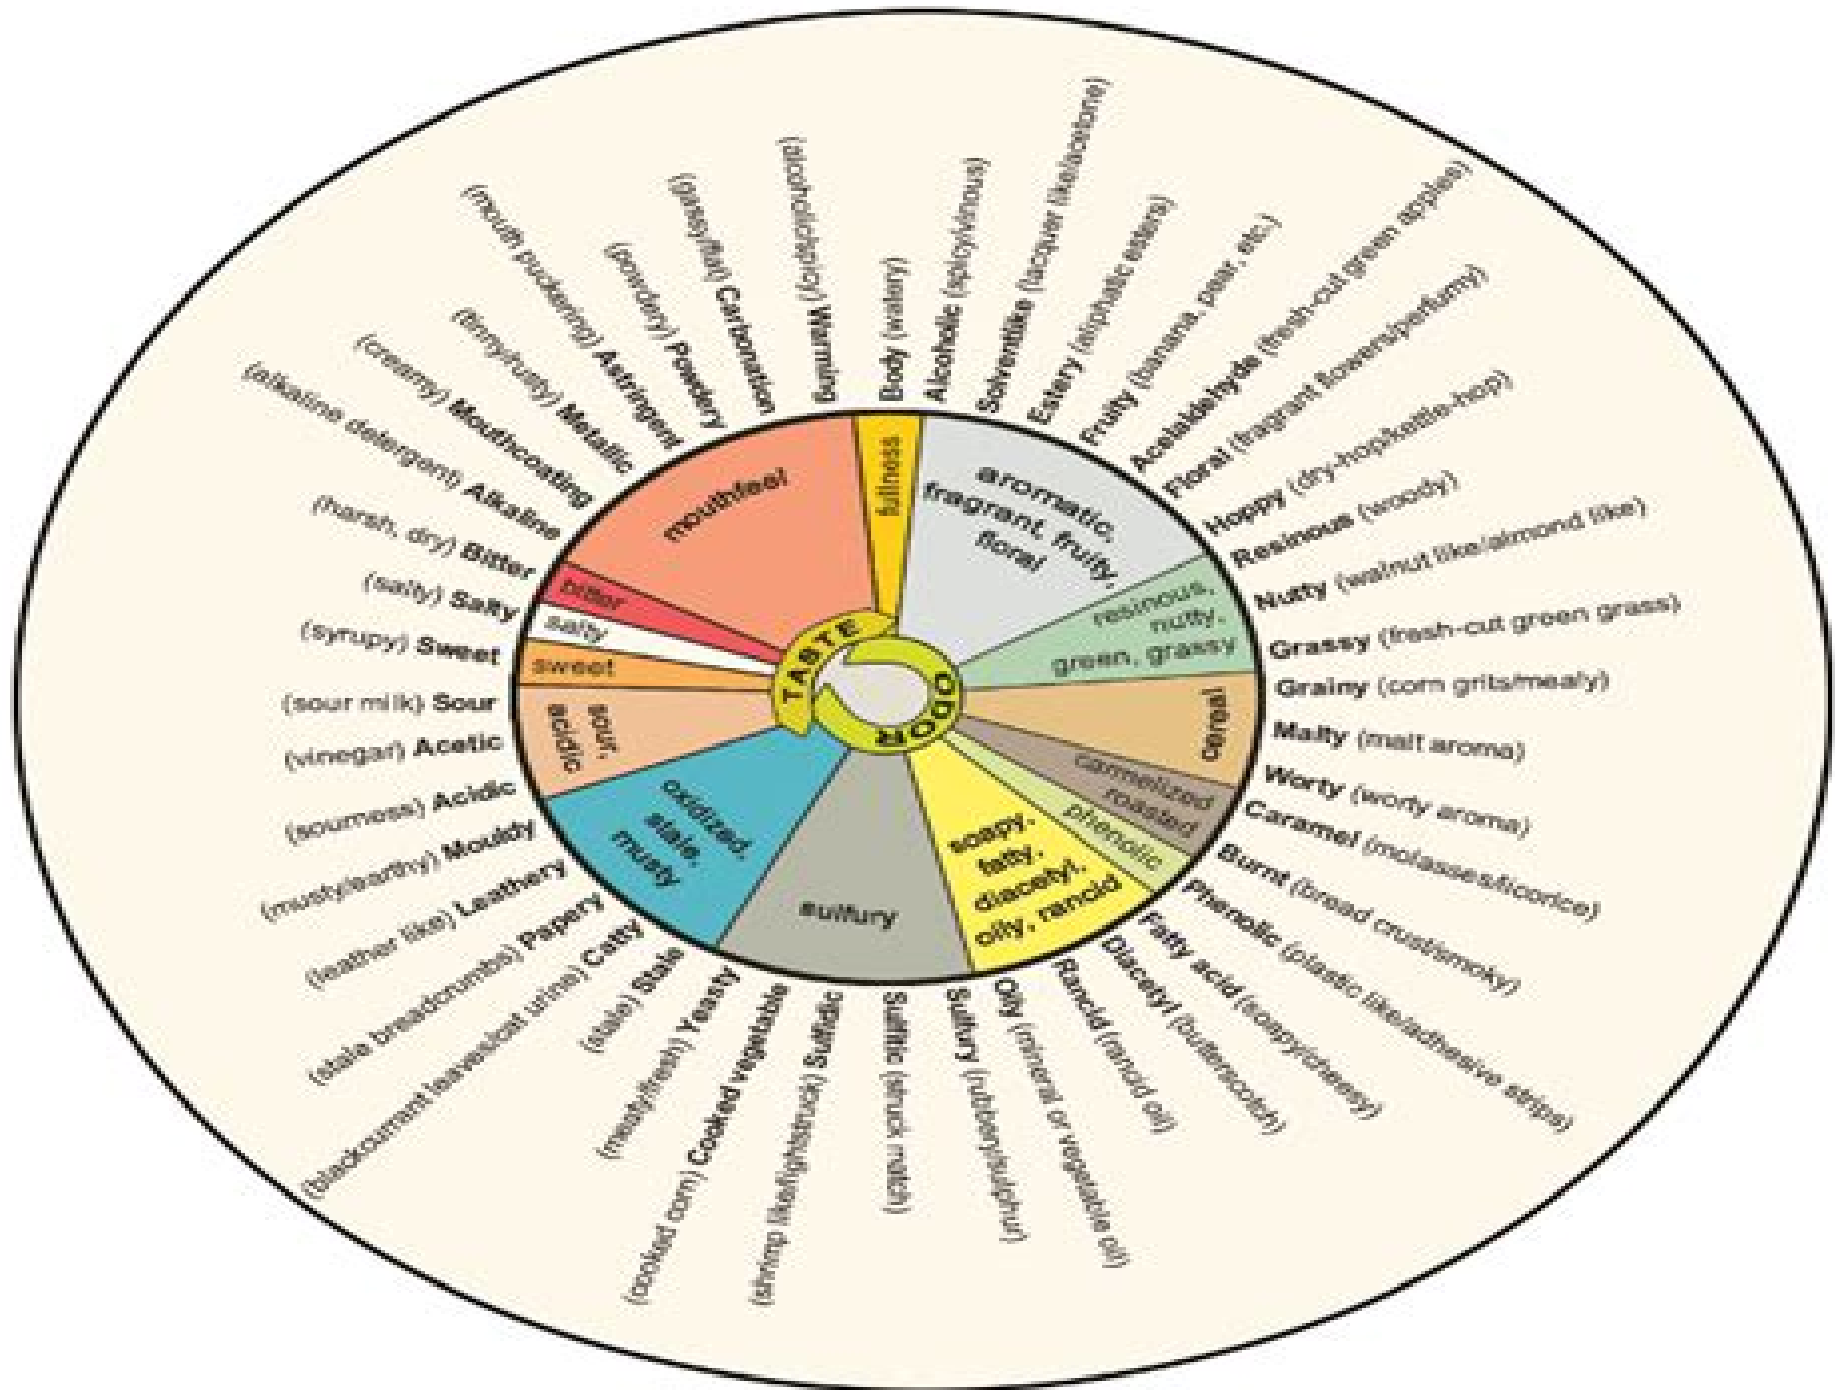 TASTE
ODOR
fullness
aromatic,
fragrant, fruity,
floral
resinous,
nutty,
green, grassy
cereal
carmelized
roasted
phenolic
soapy,
fatty,
diacetyl,
oily, rancid
sulfury
oxidized,
stale,
musty
sour,
acidic
sweet
salty
bitter
mouthfeel
Body (watery)
Alcoholic (spicy/vinous)
Solventlike (lacquer like/acetone)
Estery (aliphatic esters)
Fruity (banana, pear, etc.)
Acetaldehyde (fresh-cut green apples)
Floral (fragrant flowers/perfumy)
Hoppy (dry-hop/kettle-hop)
Resinous (woody)
Nutty (walnut like/almond like)
Grassy (fresh-cut green grass)
Grainy (corn grits/mealy)
Malty (malt aroma)
Worty (worty aroma)
Caramel (molasses/licorice)
Burnt (bread crust/smoky)
Phenolic (plastic like/adhesive strips)
Fatty acid (soapy/cheesy)
Diacetyl (butterscotch)
Rancid (rancid oil)
Oily (mineral or vegetable oil)
Sulfury (rubbery/sulphur)
Sulfitic (struck match)
(shrimp like/lightstruck) Sulfidic
(cooked corn) Cooked vegetable
(meaty/fresh) Yeasty
(stale) Stale
(blackcurrant leaves/cat urine) Catty
(stale breadcrumbs) Papery
(leather like) Leathery
(musty/earthy) Mouldy
(sourness) Acidic
(vinegar) Acetic
(sour milk) Sour
(syrupy) Sweet
(salty) Salty
(harsh, dry) Bitter
(alkaline detergent) Alkaline
(creamy) Mouthcoating
(tinny/rusty) Metallic
(mouth puckering) Astringent
(powdery) Powdery
(gassy/flat) Carbonation
Warming